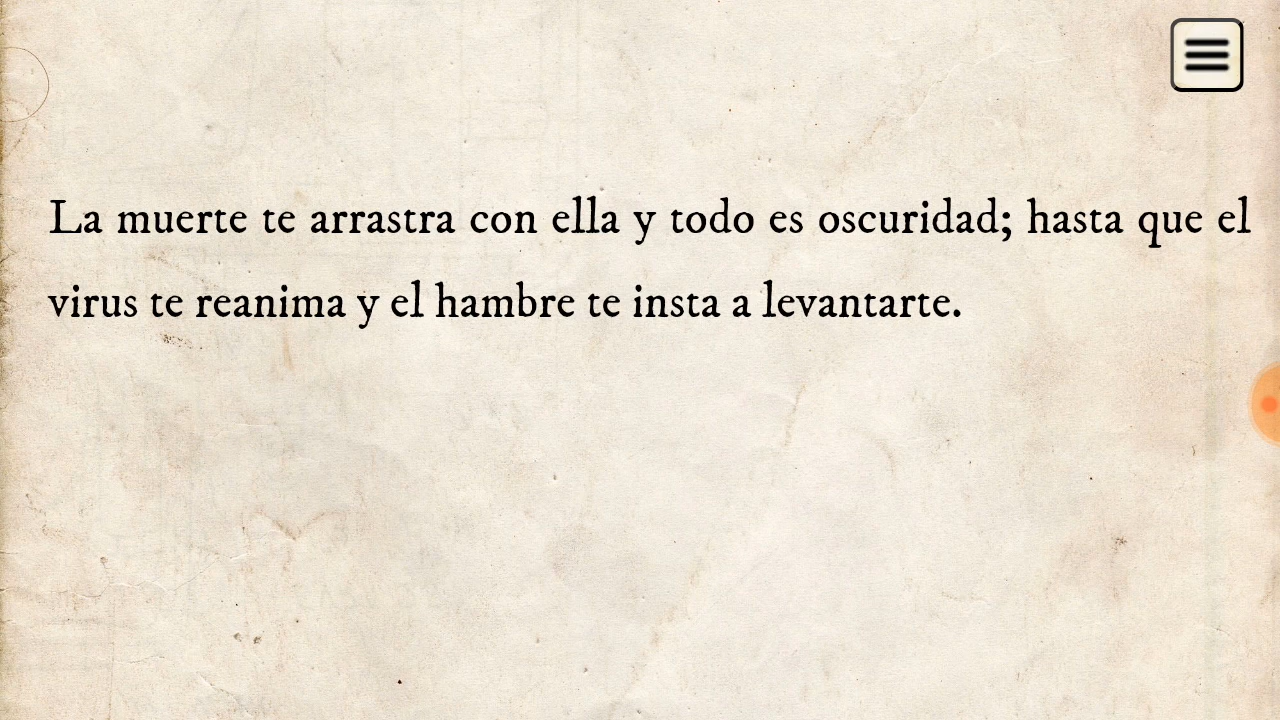 La muerte te arrastra con ella y todo es oscuridad; hasta que el
virus te reanima y el hambre te insta a levantarte.